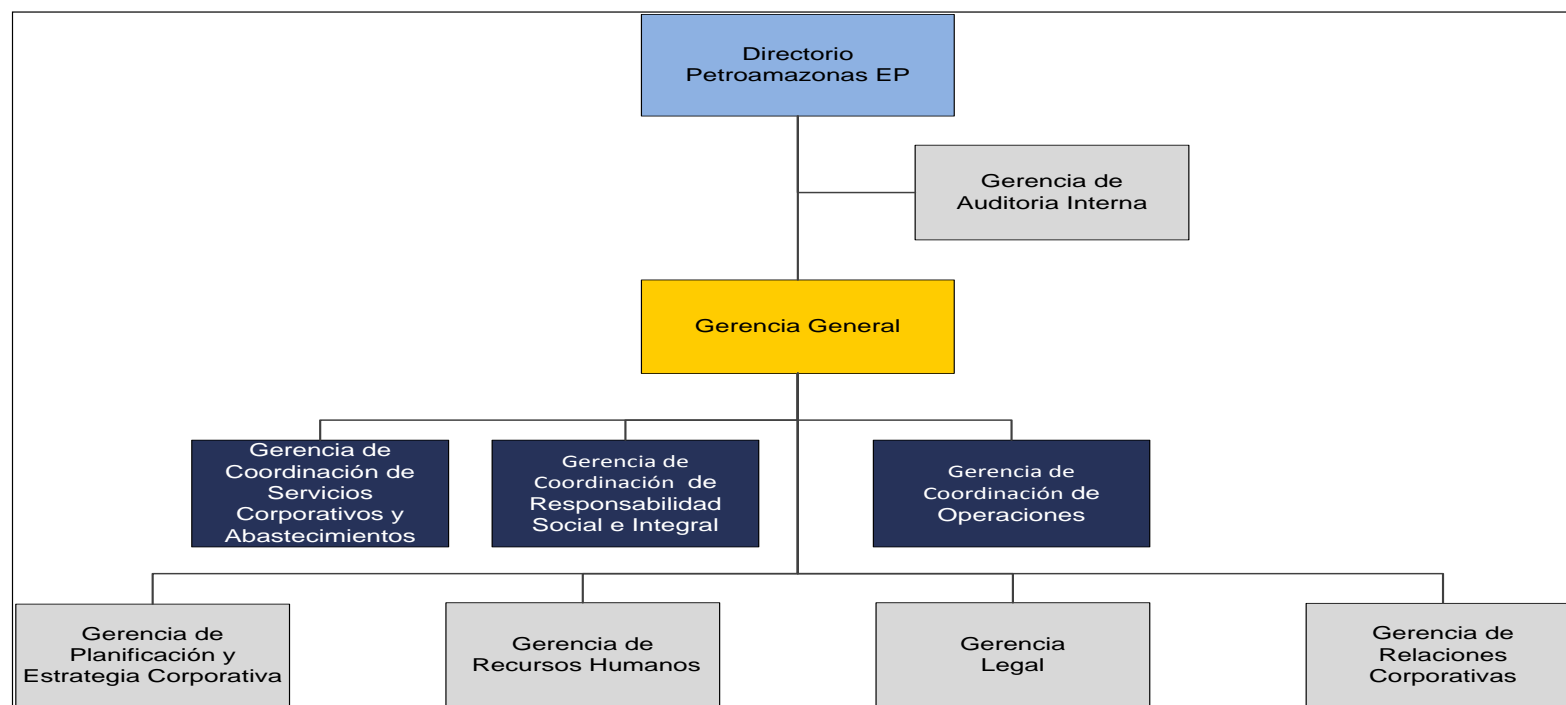 Directorio
Petroamazonas EP
Gerencia de
Auditoria Interna
Gerencia General
Gerencia de
Coordinación de
Servicios
Corporativos y
Abastecimientos
Gerencia de
Coordinación de
Responsabilidad
Social e Integral
Gerencia de
Coordinación de
Operaciones
Gerencia de
Planificación y
Estrategia Corporativa
Gerencia de
Recursos Humanos
Gerencia
Legal
Gerencia de
Relaciones
Corporativas